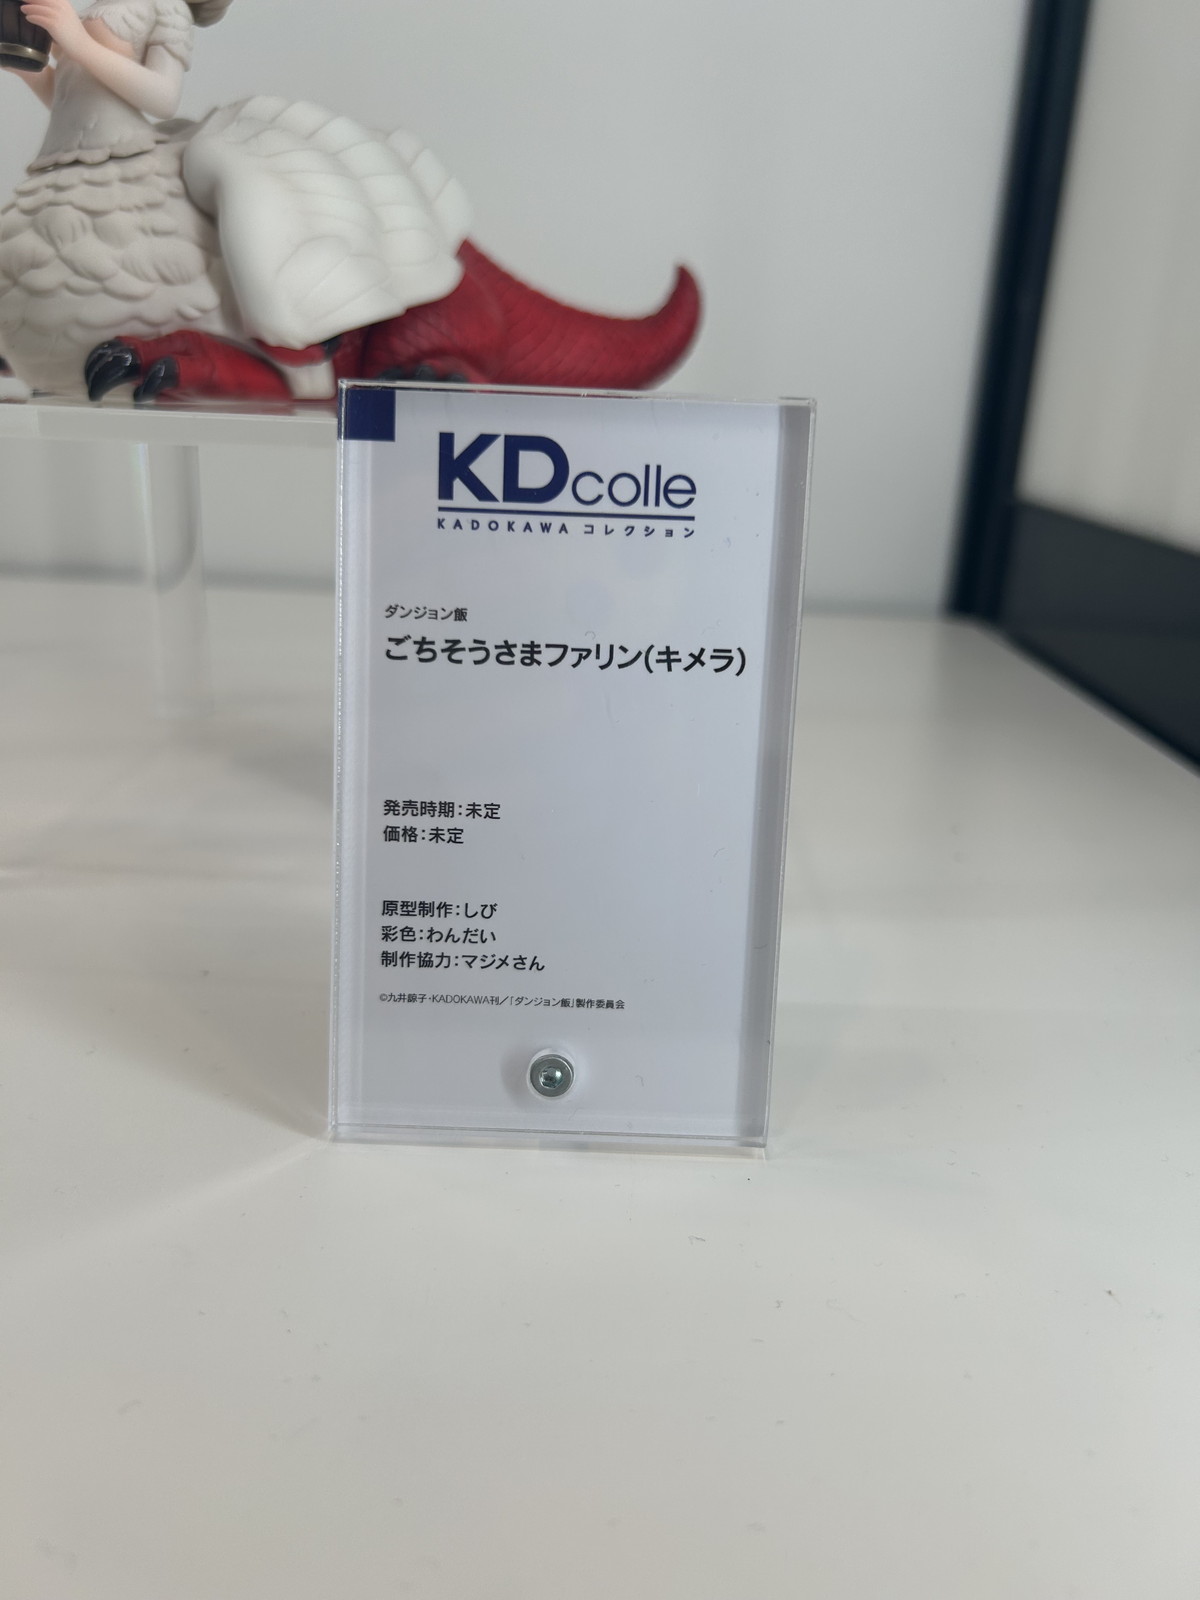 KDcolle
KADOKAWA コレクション
ダンジョン飯
ごちそうさまファリン(キメラ)
発売時期：未定
価格：未定
原型制作：しび
彩色：わんだい
制作協力：マジメさん
©九井諒子・KADOKAWA刊／「ダンジョン飯」製作委員会